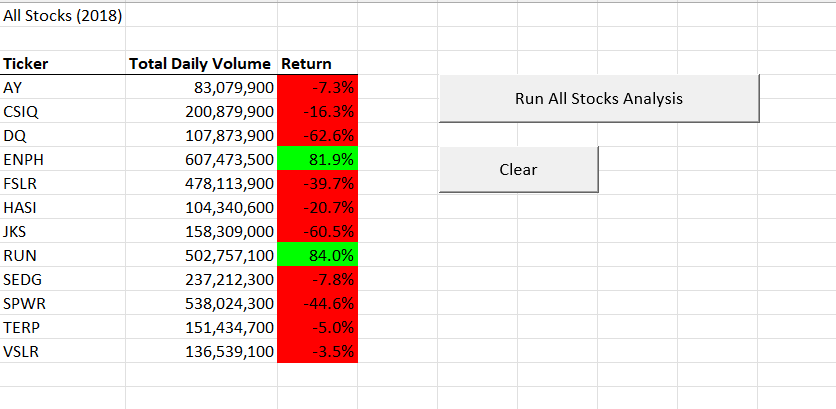 All Stocks (2018)
Ticker Total Daily Volume Return
AY 83,079,900 -7.3%
Run All Stocks Analysis
CSIQ 200,879,900 -16.3%
DQ 107,873,900 -62.6%
ENPH 607,473,500 81.9%
Clear
FSLR 478,113,900 -39.7%
HASI 104,340,600 -20.7%
JKS 158,309,000 -60.5%
RUN 502,757,100 84.0%
SEDG 237,212,300 -7.8%
SPWR 538,024,300 -44.6%
TERP 151,434,700 -5.0%
VSLR 136,539,100 -3.5%